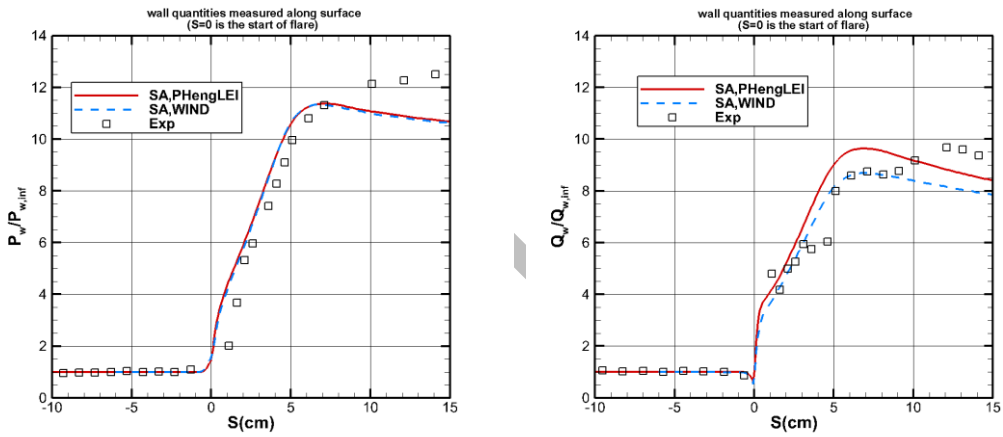 wall quantities measured along surface
(S=0 is the start of flare)
14
12
10
8
6
4
2
0
P_w/P_w,inf
SA,PHengLEI
SA,WIND
Exp
-10
-5
0
5
10
15
S(cm)
wall quantities measured along surface
(S=0 is the start of flare)
14
12
10
8
6
4
2
0
Q_w/Q_w,inf
SA,PHengLEI
SA,WIND
Exp
-10
-5
0
5
10
15
S(cm)